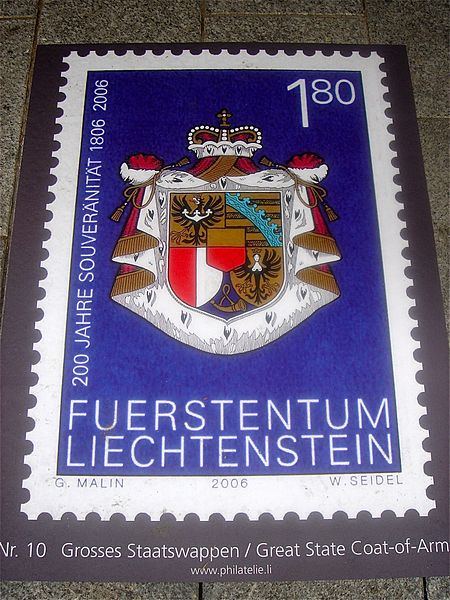 200 JAHRE SOUVERÄNITÄT 1806 2006
1.80
FUERSTENTUM
LIECHTENSTEIN
G. MALIN 2006 W. SEIDEL
Nr. 10 Grosses Staatswappen / Great State Coat-of-Arm
www.philatelie.li